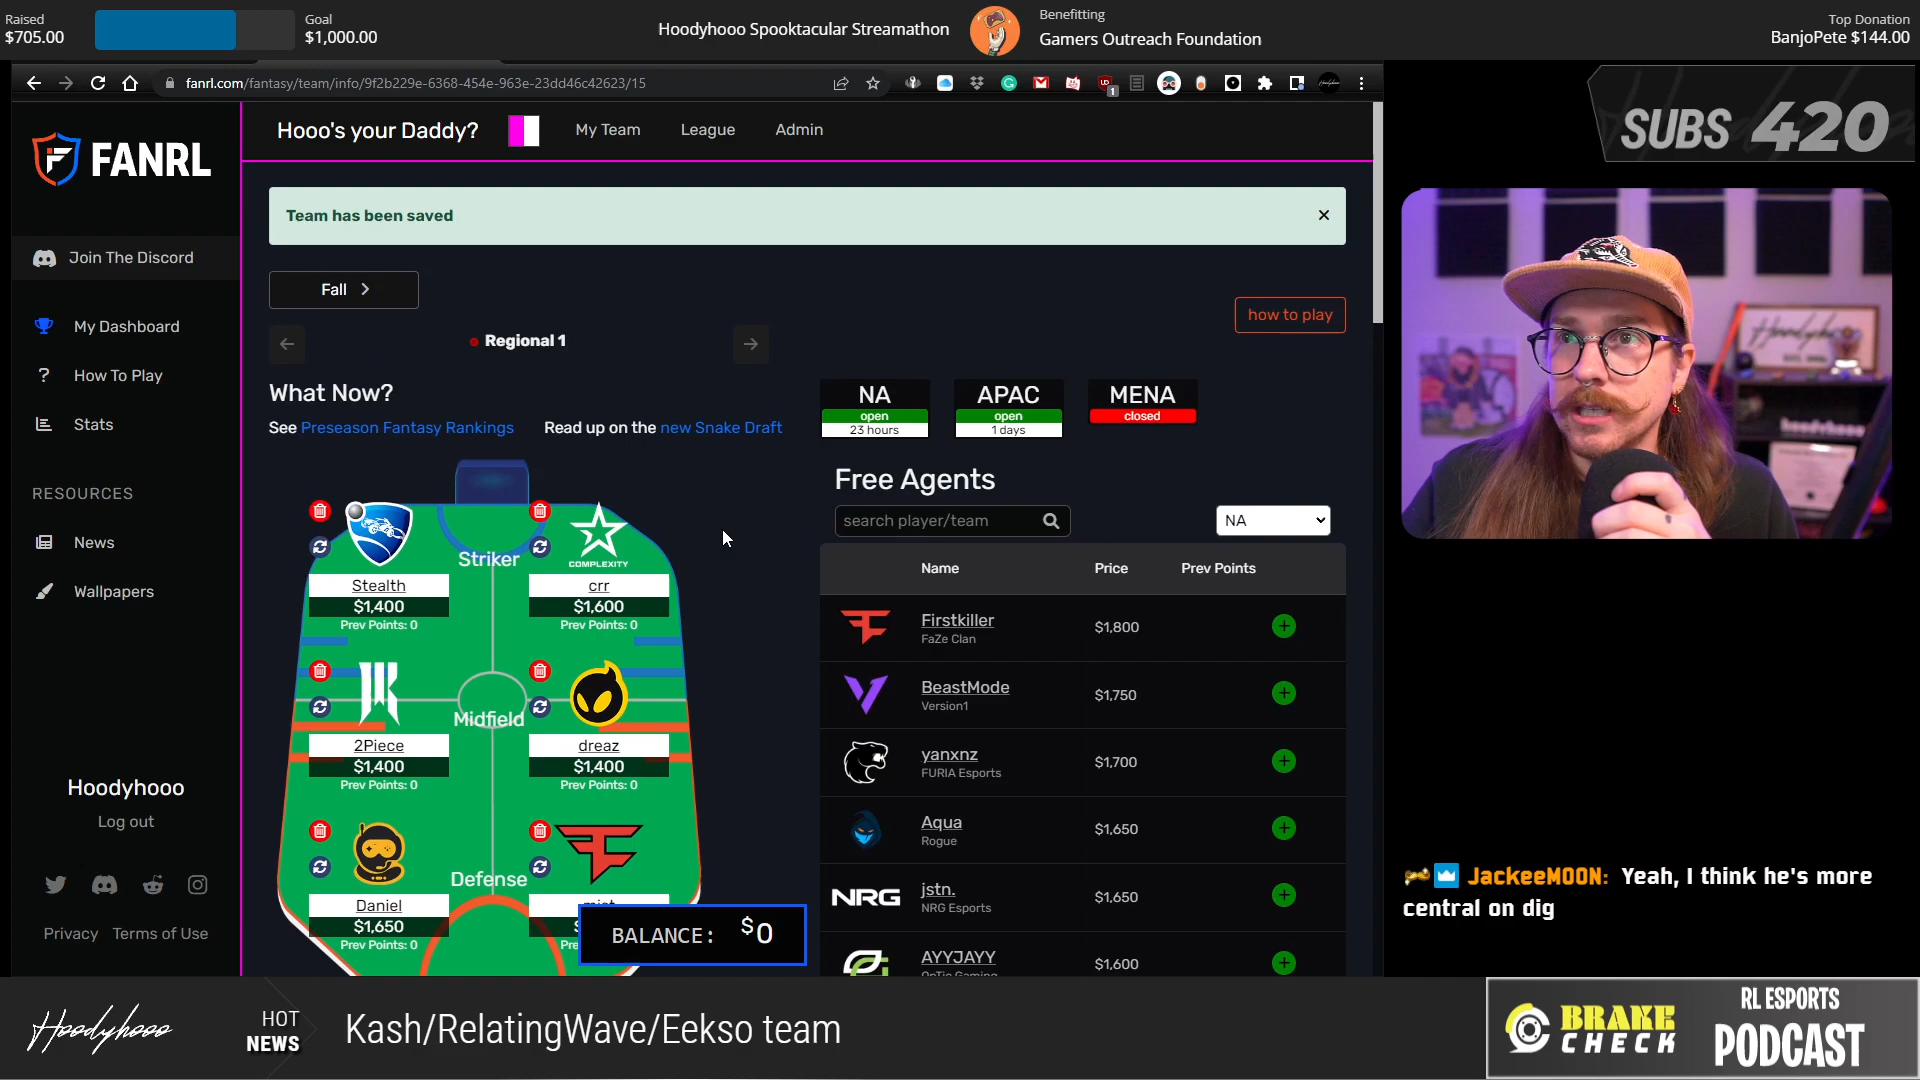 Raised
$705.00
Goal
$1,000.00
Hoodyhooo Spooktacular Streamathon
Benefitting
Gamers Outreach Foundation
Top Donation
BanjoPete $144.00
fanrl.com/fantasy/team/info/9f2b229e-6368-454e-963e-23dd46c42623/15
1
SUBS 420
FANRL
Hooo's your Daddy?
My Team
League
Admin
Team has been saved
Join The Discord
My Dashboard
How To Play
Stats
RESOURCES
News
Wallpapers
Hoodyhooo
Log out
Privacy
Terms of Use
Fall
how to play
Regional 1
What Now?
See Preseason Fantasy Rankings
Read up on the new Snake Draft
NA
open
23 hours
APAC
open
1 days
MENA
closed
Striker
Stealth
$1,400
Prev Points: 0
COMPLEXITY
crr
$1,600
Prev Points: 0
Midfield
2Piece
$1,400
Prev Points: 0
dreaz
$1,400
Prev Points: 0
Defense
Daniel
$1,650
Prev Points: 0
BALANCE: $0
Free Agents
search player/team
NA
Name
Price
Prev Points
Firstkiller
FaZe Clan
$1,800
BeastMode
Version1
$1,750
yanxnz
FURIA Esports
$1,700
Aqua
Rogue
$1,650
NRG
jstn.
NRG Esports
$1,650
AYYJAYY
OpTic Gaming
$1,600
JackeeMOON: Yeah, I think he's more
central on dig
Hoodyhooo
HOT
NEWS
Kash/RelatingWave/Eekso team
BRAKE
CHECK
RL ESPORTS
PODCAST